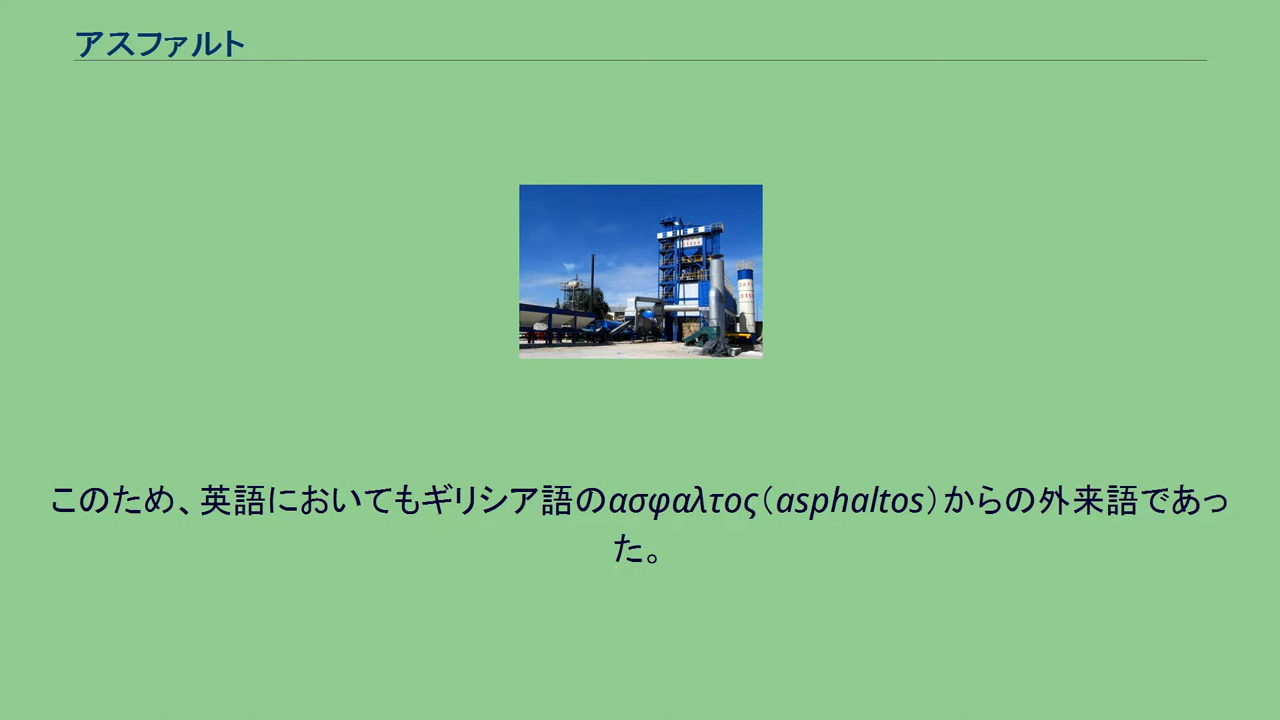 アスファルト
このため、英語においてもギリシア語のασφαλτος（asphaltos）からの外来語であっ
た。